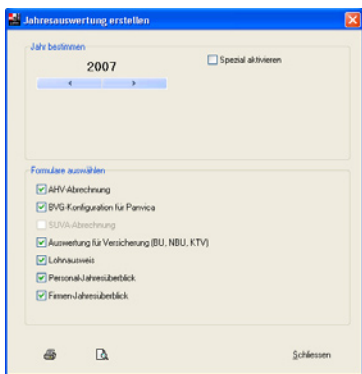 Jahresauswertung erstellen
Jahr bestimmen
2007
Spezial aktivieren
< >
Formulare auswählen
AHV-Abrechnung
BVG-Konfiguration für Panvica
SUVA-Abrechnung
Auswertung für Versicherung (BU, NBU, KTV)
Lohnausweis
Personal-Jahresüberblick
Firmen-Jahresüberblick
Schliessen